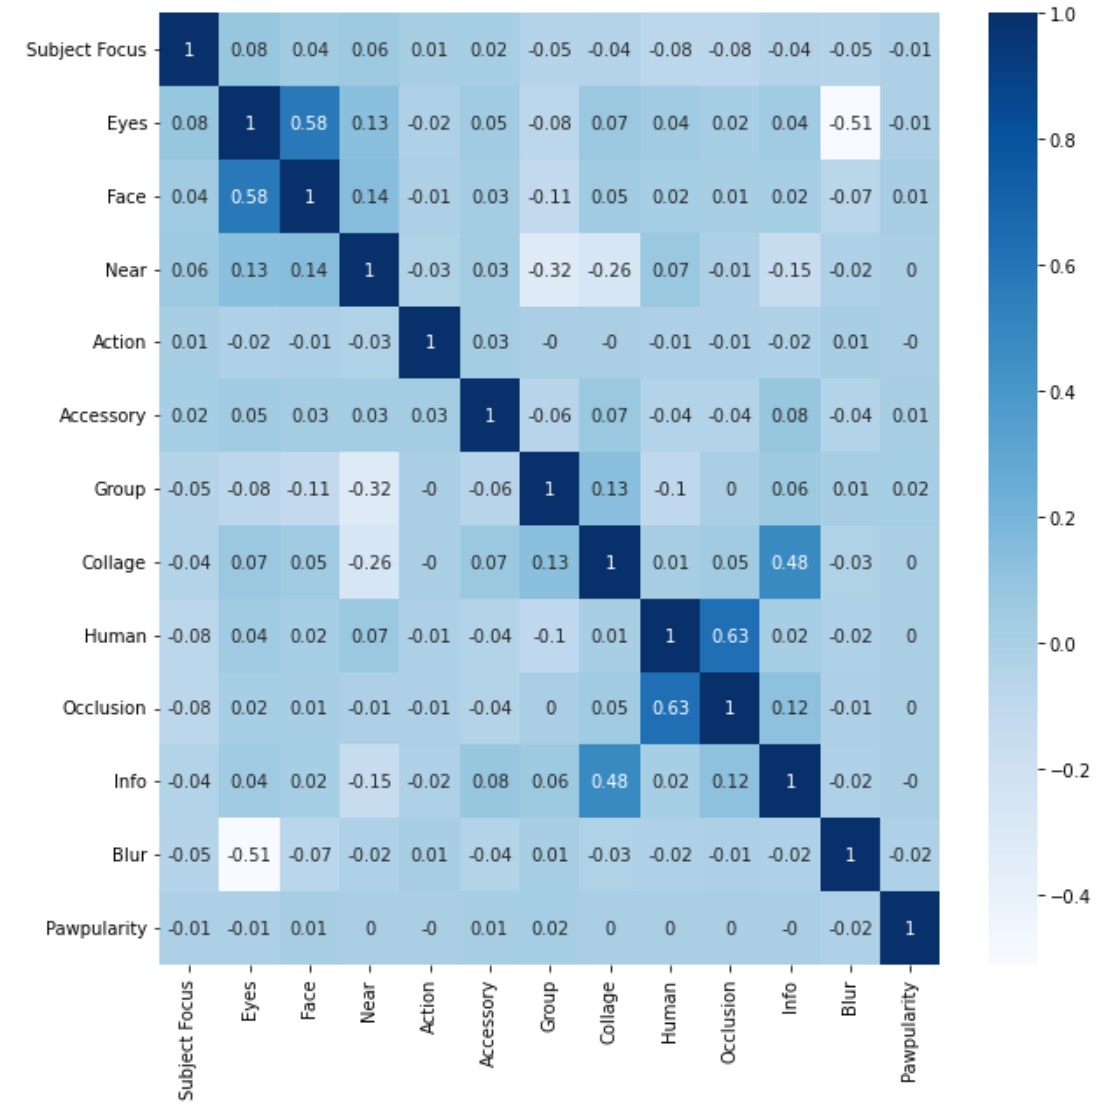 Subject Focus 1 0.08 0.04 0.06 0.01 0.02 -0.05 -0.04 -0.08 -0.08 -0.04 -0.05 -0.01
Eyes 0.08 1 0.58 0.13 -0.02 0.05 -0.08 0.07 0.04 0.02 0.04 -0.51 -0.01
Face 0.04 0.58 1 0.14 -0.01 0.03 -0.11 0.05 0.02 0.01 0.02 -0.07 0.01
Near 0.06 0.13 0.14 1 -0.03 0.03 -0.32 -0.26 0.07 -0.01 -0.15 -0.02 0
Action 0.01 -0.02 -0.01 -0.03 1 0.03 -0 -0 -0.01 -0.01 -0.02 0.01 -0
Accessory 0.02 0.05 0.03 0.03 0.03 1 -0.06 0.07 -0.04 -0.04 0.08 -0.04 0.01
Group -0.05 -0.08 -0.11 -0.32 -0 -0.06 1 0.13 -0.1 0 0.06 0.01 0.02
Collage -0.04 0.07 0.05 -0.26 -0 0.07 0.13 1 0.01 0.05 0.48 -0.03 0
Human -0.08 0.04 0.02 0.07 -0.01 -0.04 -0.1 0.01 1 0.63 0.02 -0.02 0
Occlusion -0.08 0.02 0.01 -0.01 -0.01 -0.04 0 0.05 0.63 1 0.12 -0.01 0
Info -0.04 0.04 0.02 -0.15 -0.02 0.08 0.06 0.48 0.02 0.12 1 -0.02 -0
Blur -0.05 -0.51 -0.07 -0.02 0.01 -0.04 0.01 -0.03 -0.02 -0.01 -0.02 1 -0.02
Pawpularity -0.01 -0.01 0.01 0 -0 0.01 0.02 0 0 0 -0 -0.02 1
Subject Focus Eyes Face Near Action Accessory Group Collage Human Occlusion Info Blur Pawpularity
1.0
0.8
0.6
0.4
0.2
0.0
−0.2
−0.4